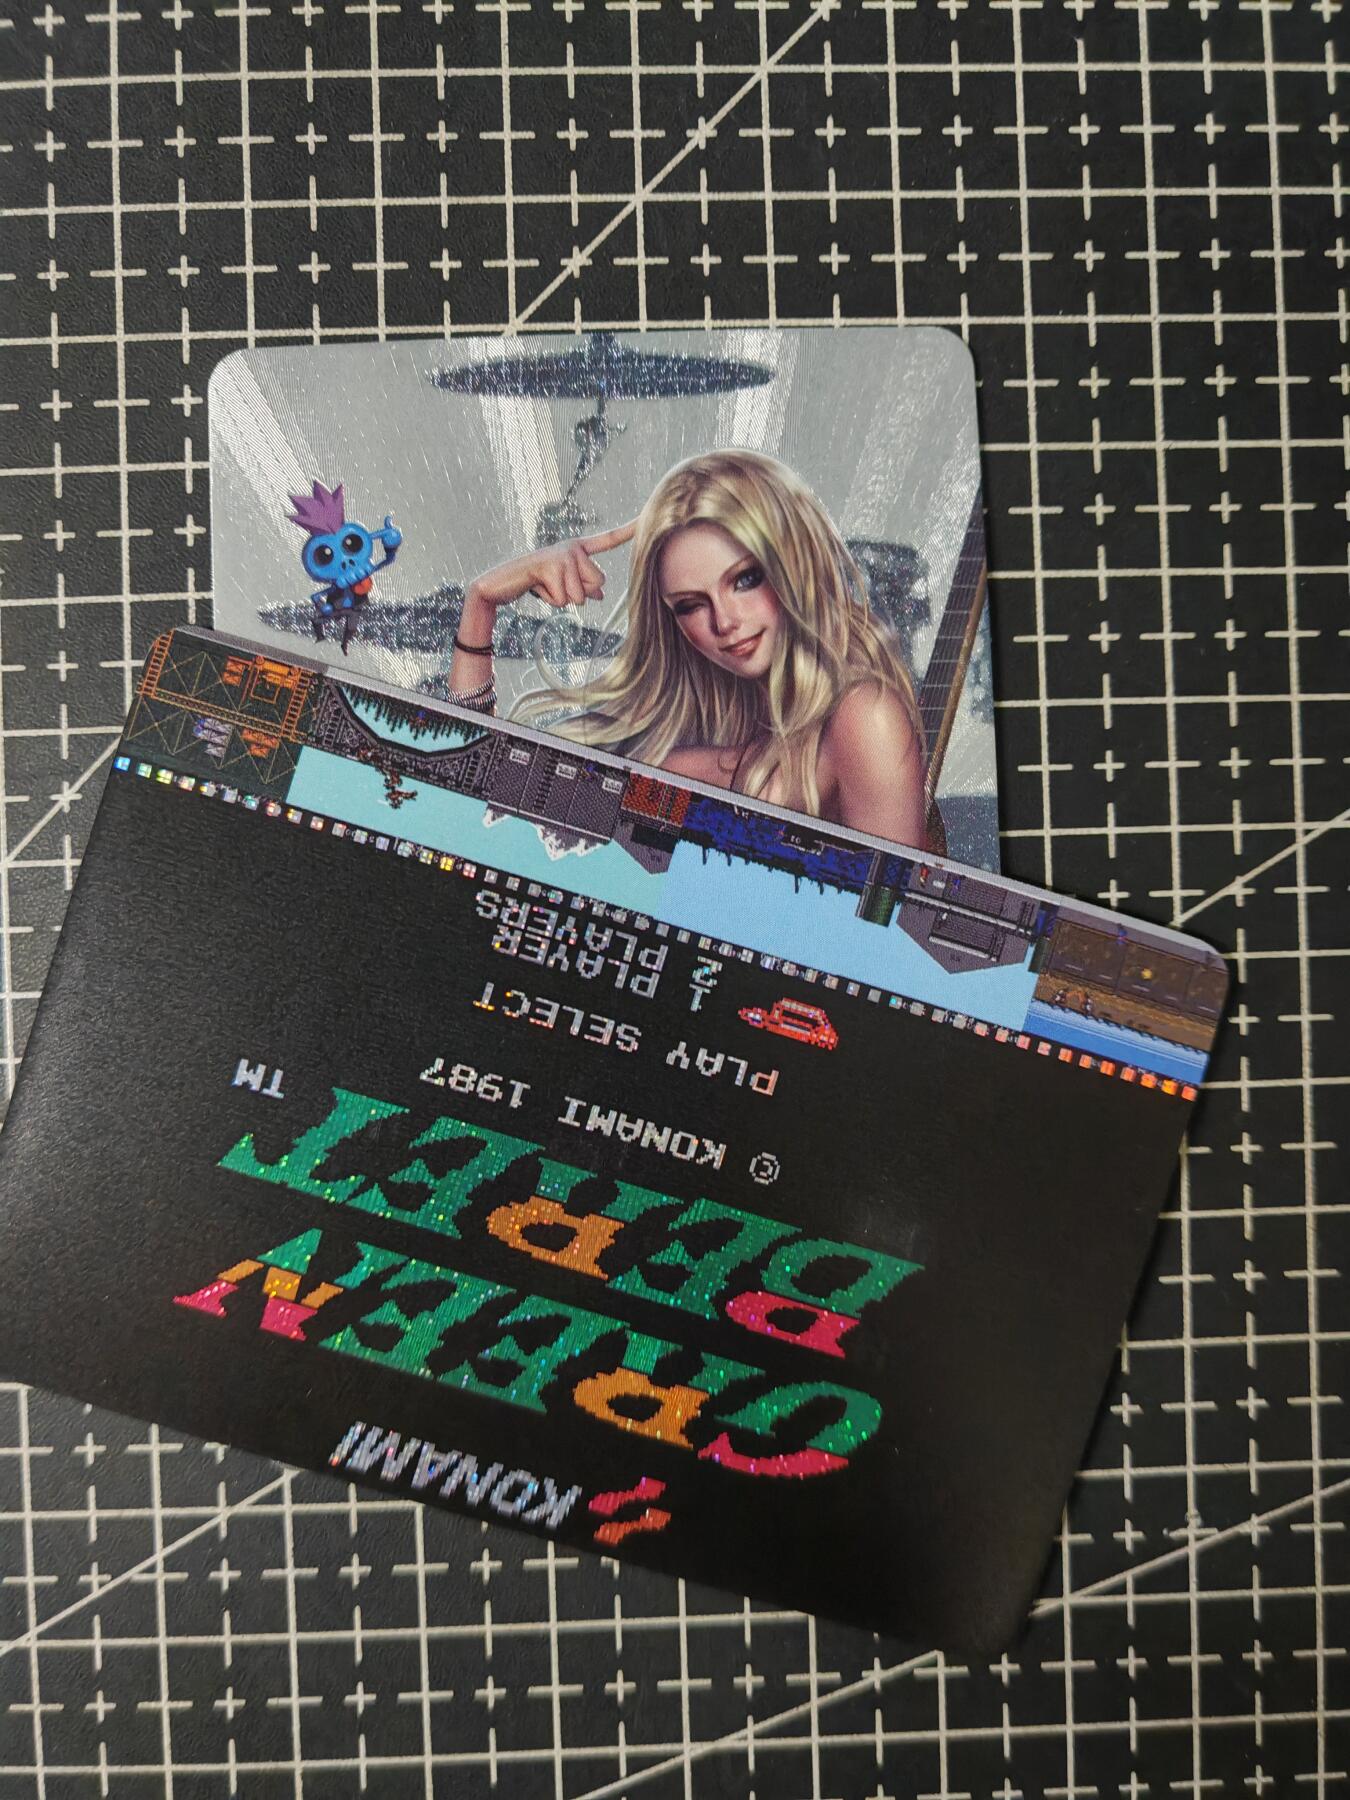 KONAMI
GREEN
BERET
TM
© KONAMI 1987
PLAY SELECT
1 PLAYER
2 PLAYERS